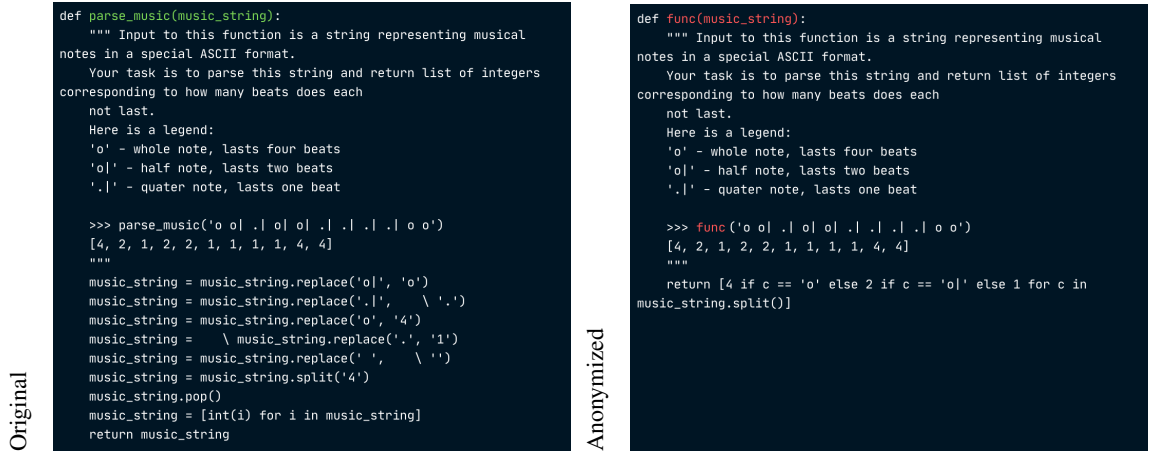 Original
def parse_music(music_string):
""" Input to this function is a string representing musical
notes in a special ASCII format.
Your task is to parse this string and return list of integers
corresponding to how many beats does each
not last.
Here is a legend:
'o' - whole note, lasts four beats
'o|' - half note, lasts two beats
'.|' - quater note, lasts one beat
>>> parse_music('o o| .| o| o| .| .| .| .| o o')
[4, 2, 1, 2, 2, 1, 1, 1, 1, 4, 4]
"""
music_string = music_string.replace('o|', 'o')
music_string = music_string.replace('.|',    \ '.')
music_string = music_string.replace('o', '4')
music_string =    \ music_string.replace('.', '1')
music_string = music_string.replace(' ',    \ '')
music_string = music_string.split('4')
music_string.pop()
music_string = [int(i) for i in music_string]
return music_string
Anonymized
def func(music_string):
""" Input to this function is a string representing musical
notes in a special ASCII format.
Your task is to parse this string and return list of integers
corresponding to how many beats does each
not last.
Here is a legend:
'o' - whole note, lasts four beats
'o|' - half note, lasts two beats
'.|' - quater note, lasts one beat
>>> func('o o| .| o| o| .| .| .| .| o o')
[4, 2, 1, 2, 2, 1, 1, 1, 1, 4, 4]
"""
return [4 if c == 'o' else 2 if c == 'o|' else 1 for c in
music_string.split()]